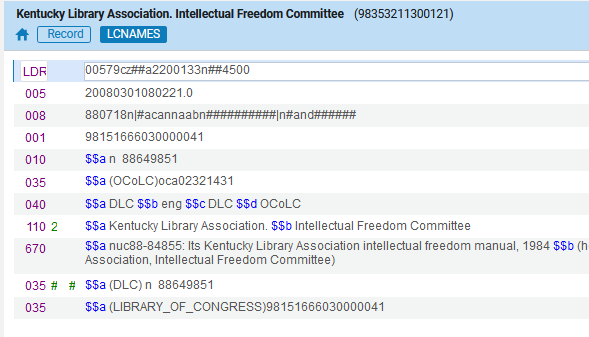 Kentucky Library Association. Intellectual Freedom Committee (98353211300121)
Record LCNAMES
LDR 00579cz##a2200133n##4500
005 20080301080221.0
008 880718n|#acannaabn##########|n#and######
001 98151666030000041
010 $$a n 88649851
035 $$a (OCoLC)oca02321431
040 $$a DLC $$b eng $$c DLC $$d OCoLC
110 2 $$a Kentucky Library Association. $$b Intellectual Freedom Committee
670 $$a nuc88-84855: Its Kentucky Library Association intellectual freedom manual, 1984 $$b (h
Association, Intellectual Freedom Committee)
035 # # $$a (DLC) n 88649851
035 $$a (LIBRARY_OF_CONGRESS)98151666030000041